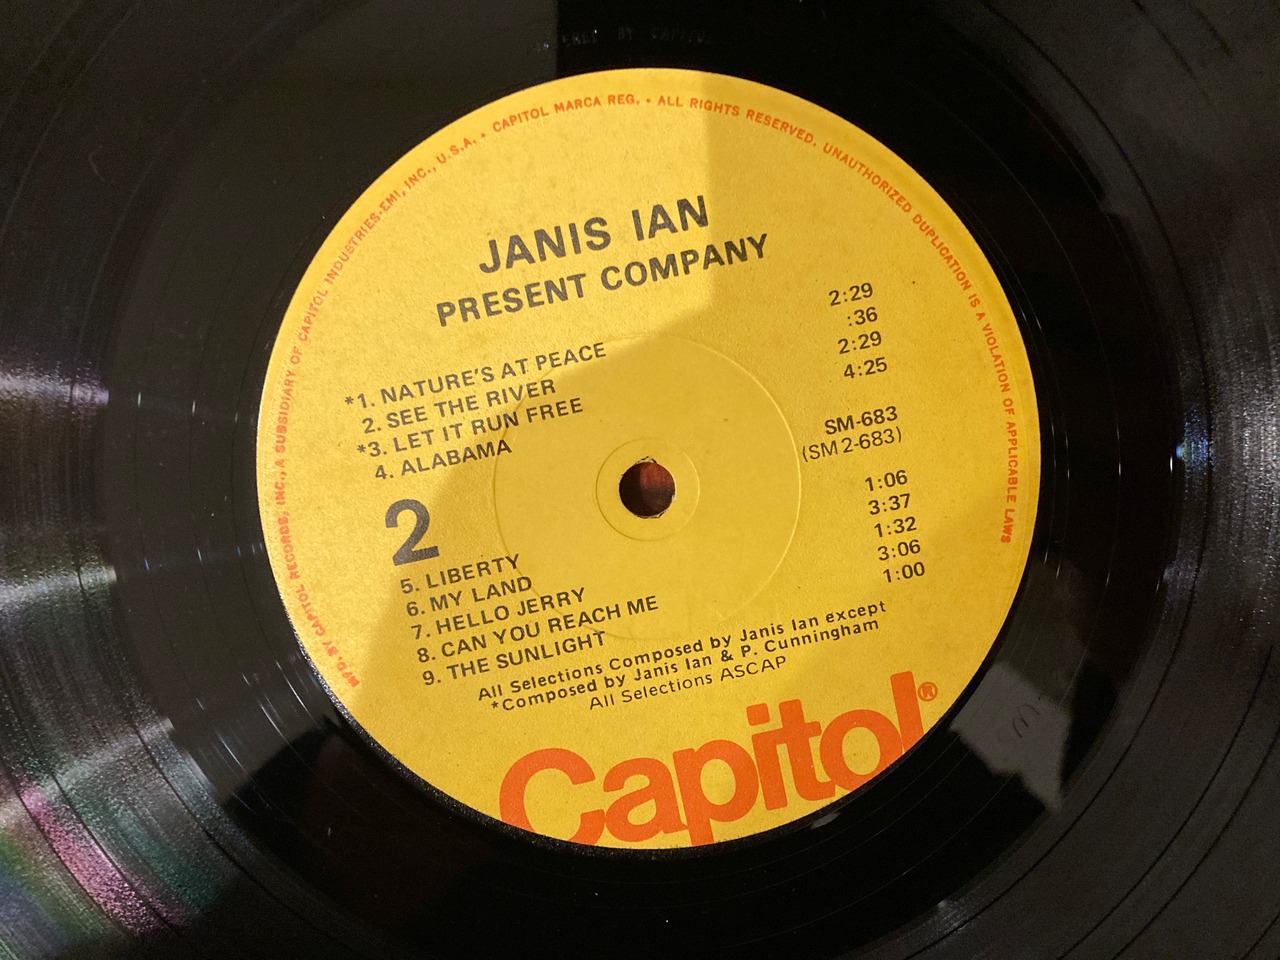 MFD. BY CAPITOL RECORDS, INC., A SUBSIDIARY OF CAPITOL INDUSTRIES-EMI, INC., U.S.A. • CAPITOL MARCA REG. • ALL RIGHTS RESERVED. UNAUTHORIZED DUPLICATION IS A VIOLATION OF APPLICABLE LAWS
JANIS IAN
PRESENT COMPANY
*1. NATURE'S AT PEACE 2:29
2. SEE THE RIVER :36
*3. LET IT RUN FREE 2:29
4. ALABAMA 4:25
SM-683
(SM 2-683)
2
5. LIBERTY 1:06
6. MY LAND 3:37
7. HELLO JERRY 1:32
8. CAN YOU REACH ME 3:06
9. THE SUNLIGHT 1:00
All Selections Composed by Janis Ian except
*Composed by Janis Ian & P. Cunningham
All Selections ASCAP
Capitol®